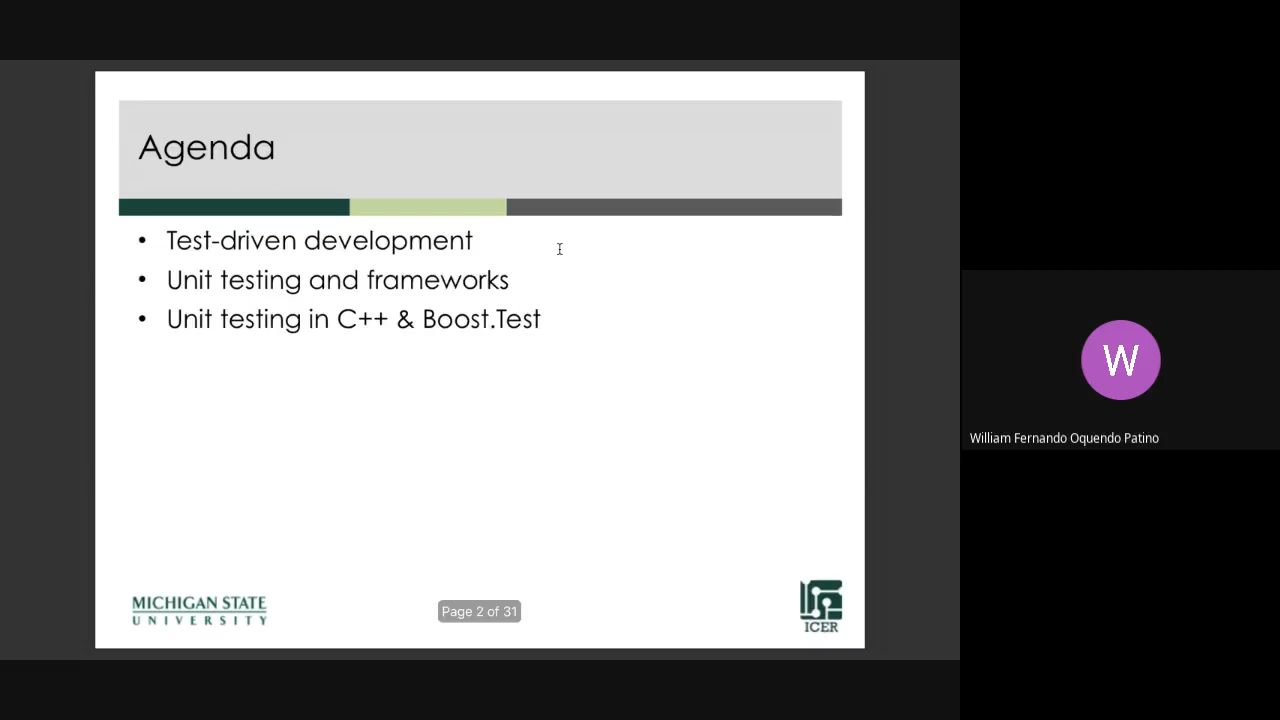 Agenda
• Test-driven development
• Unit testing and frameworks
• Unit testing in C++ & Boost.Test
MICHIGAN STATE
UNIVERSITY
Page 2 of 31
ICER
W
William Fernando Oquendo Patino